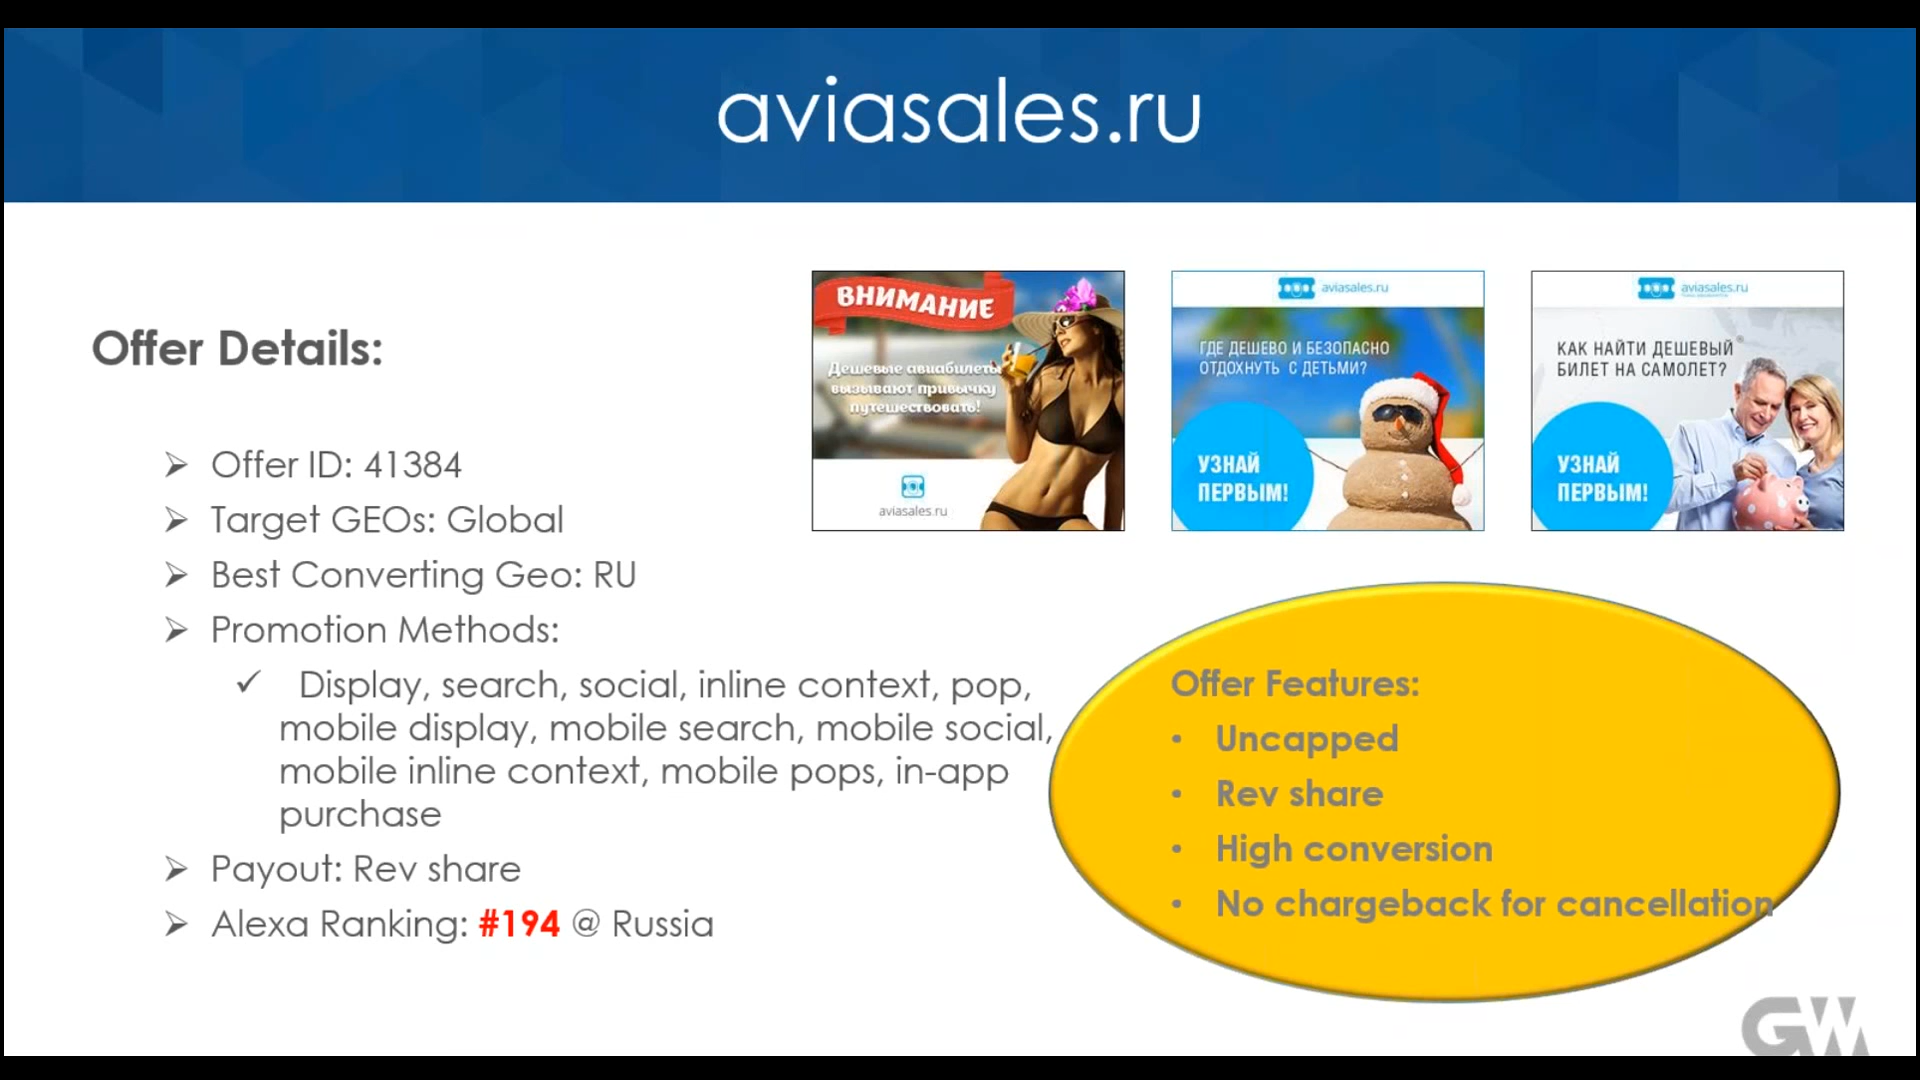 aviasales.ru
Offer Details:
Offer ID: 41384
Target GEOs: Global
Best Converting Geo: RU
Promotion Methods:
Display, search, social, inline context, pop,
mobile display, mobile search, mobile social,
mobile inline context, mobile pops, in-app
purchase
Payout: Rev share
Alexa Ranking: #194 @ Russia
ВНИМАНИЕ
Дешевые авиабилеты
вызывают привычку
путешествовать!
aviasales.ru
aviasales.ru
ГДЕ ДЕШЕВО И БЕЗОПАСНО
ОТДОХНУТЬ С ДЕТЬМИ?
УЗНАЙ
ПЕРВЫМ!
aviasales.ru
КАК НАЙТИ ДЕШЕВЫЙ
БИЛЕТ НА САМОЛЕТ?
УЗНАЙ
ПЕРВЫМ!
Offer Features:
• Uncapped
• Rev share
• High conversion
• No chargeback for cancellation
GW